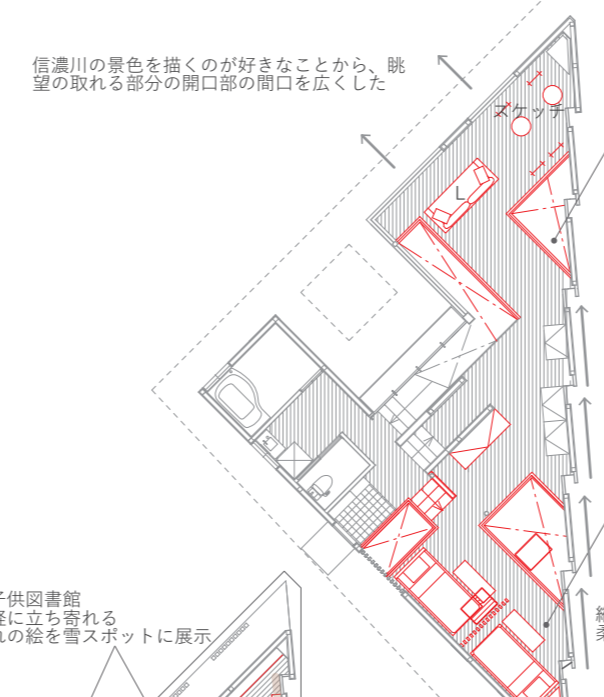 信濃川の景色を描くのが好きなことから、眺
望の取れる部分の開口部の間口を広くした
スケッチ
L
子供図書館
軽に立ち寄れる
れの絵を雪スポットに展示